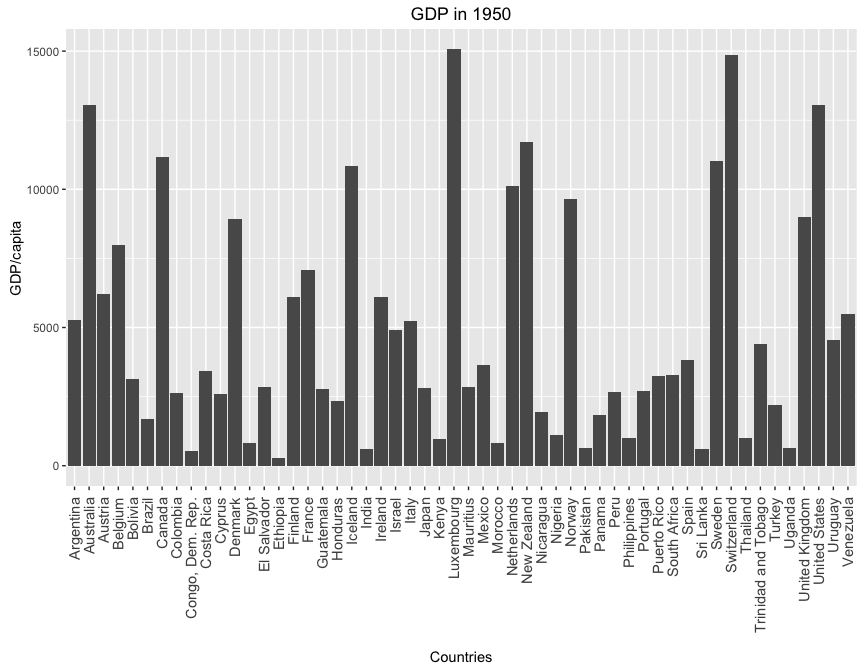 GDP in 1950
15000
10000
5000
0
GDP/capita
Argentina
Australia
Austria
Belgium
Bolivia
Brazil
Canada
Colombia
Congo, Dem. Rep.
Costa Rica
Cyprus
Denmark
Egypt
El Salvador
Ethiopia
Finland
France
Guatemala
Honduras
Iceland
India
Ireland
Israel
Italy
Japan
Kenya
Luxembourg
Mauritius
Mexico
Morocco
Netherlands
New Zealand
Nicaragua
Nigeria
Norway
Pakistan
Panama
Peru
Philippines
Portugal
Puerto Rico
South Africa
Spain
Sri Lanka
Sweden
Switzerland
Thailand
Trinidad and Tobago
Turkey
Uganda
United Kingdom
United States
Uruguay
Venezuela
Countries